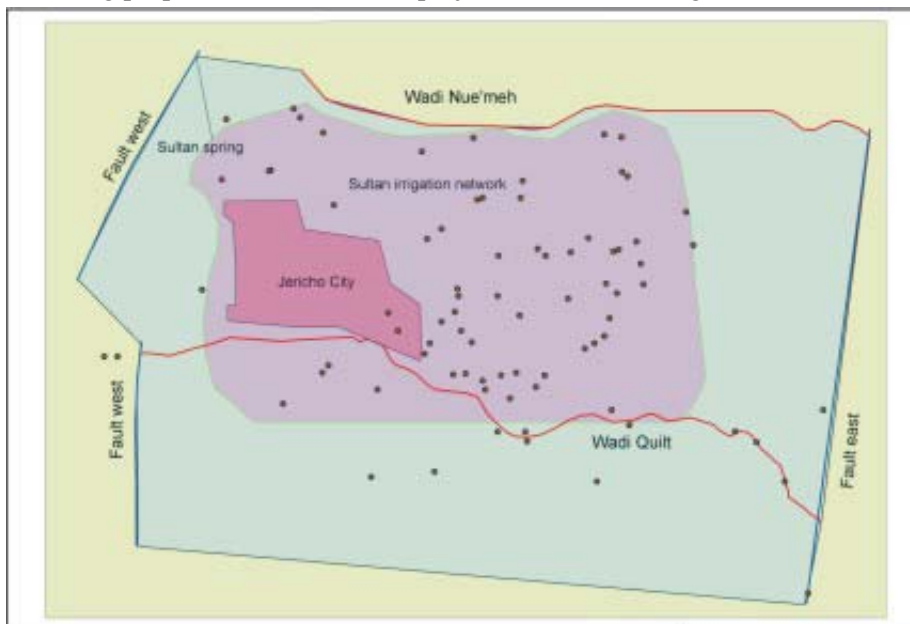 Wadi Nue'meh
Fault west
Sultan spring
Sultan irrigation network
Jericho City
Fault west
Wadi Quilt
Fault east